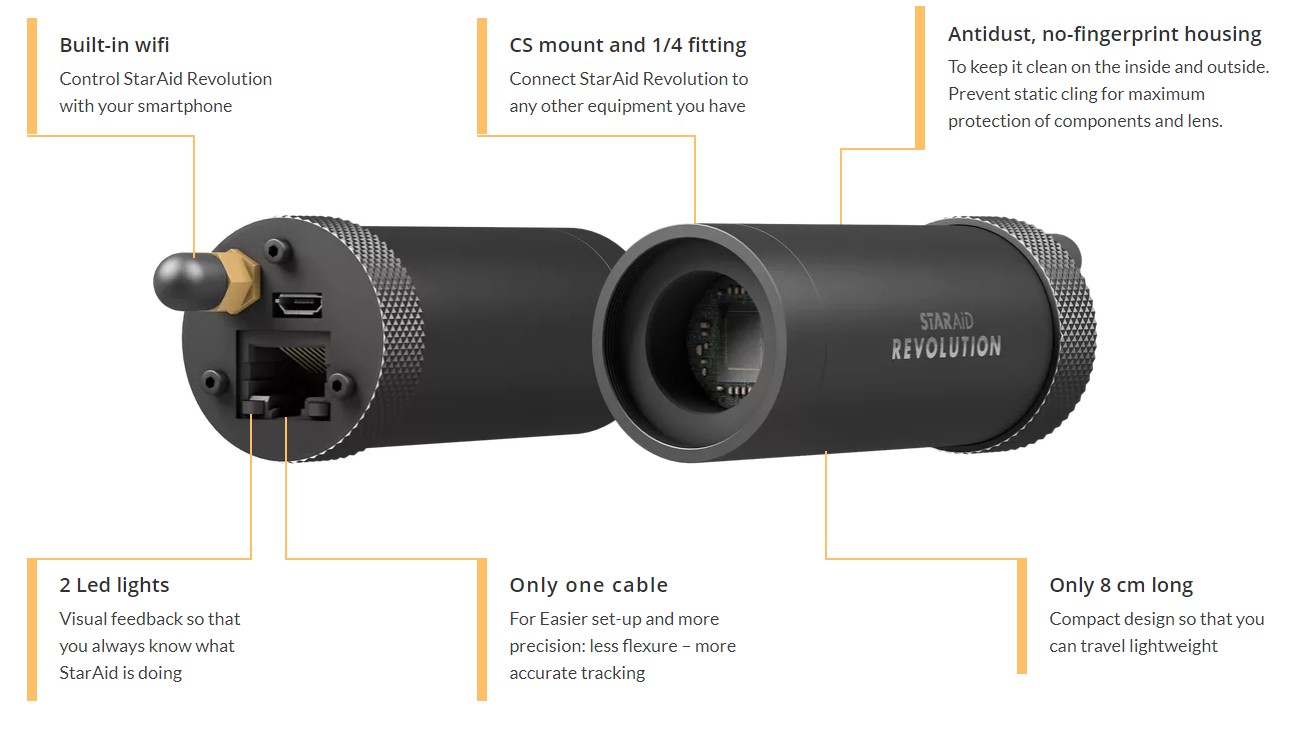 Built-in wifi
Control StarAid Revolution
with your smartphone
CS mount and 1/4 fitting
Connect StarAid Revolution to
any other equipment you have
Antidust, no-fingerprint housing
To keep it clean on the inside and outside.
Prevent static cling for maximum
protection of components and lens.
STARAID
REVOLUTION
2 Led lights
Visual feedback so that
you always know what
StarAid is doing
Only one cable
For Easier set-up and more
precision: less flexure – more
accurate tracking
Only 8 cm long
Compact design so that you
can travel lightweight